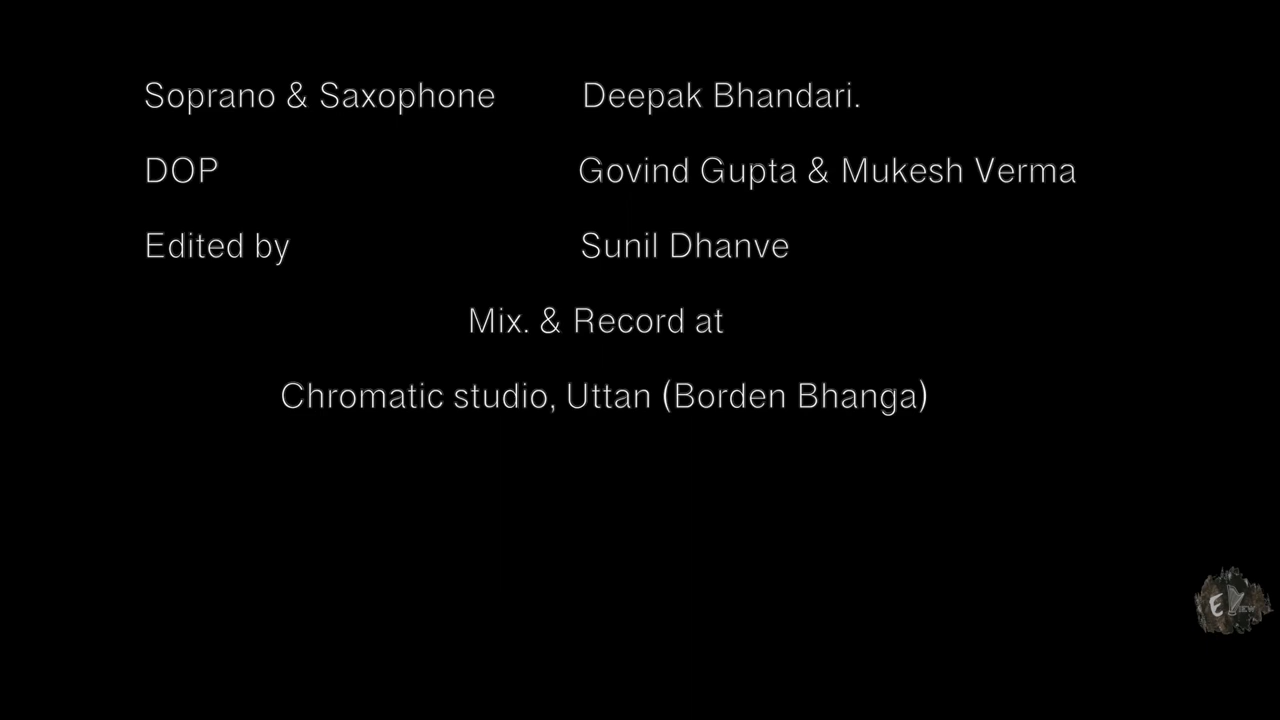 Soprano & Saxophone Deepak Bhandari.
DOP Govind Gupta & Mukesh Verma
Edited by Sunil Dhanve
Mix. & Record at
Chromatic studio, Uttan (Borden Bhanga)